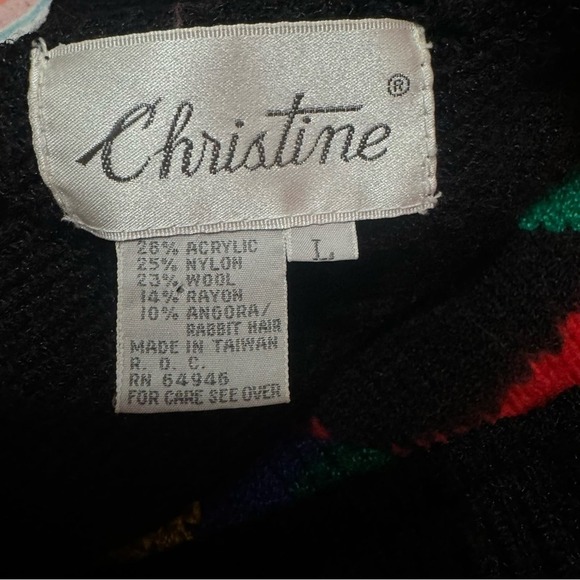 Christine ®
28% ACRYLIC
25% NYLON
23% WOOL
14% RAYON
10% ANGORA/
RABBIT HAIR
MADE IN TAIWAN
R. O. C.
RN 64946
FOR CARE SEE OVER
L